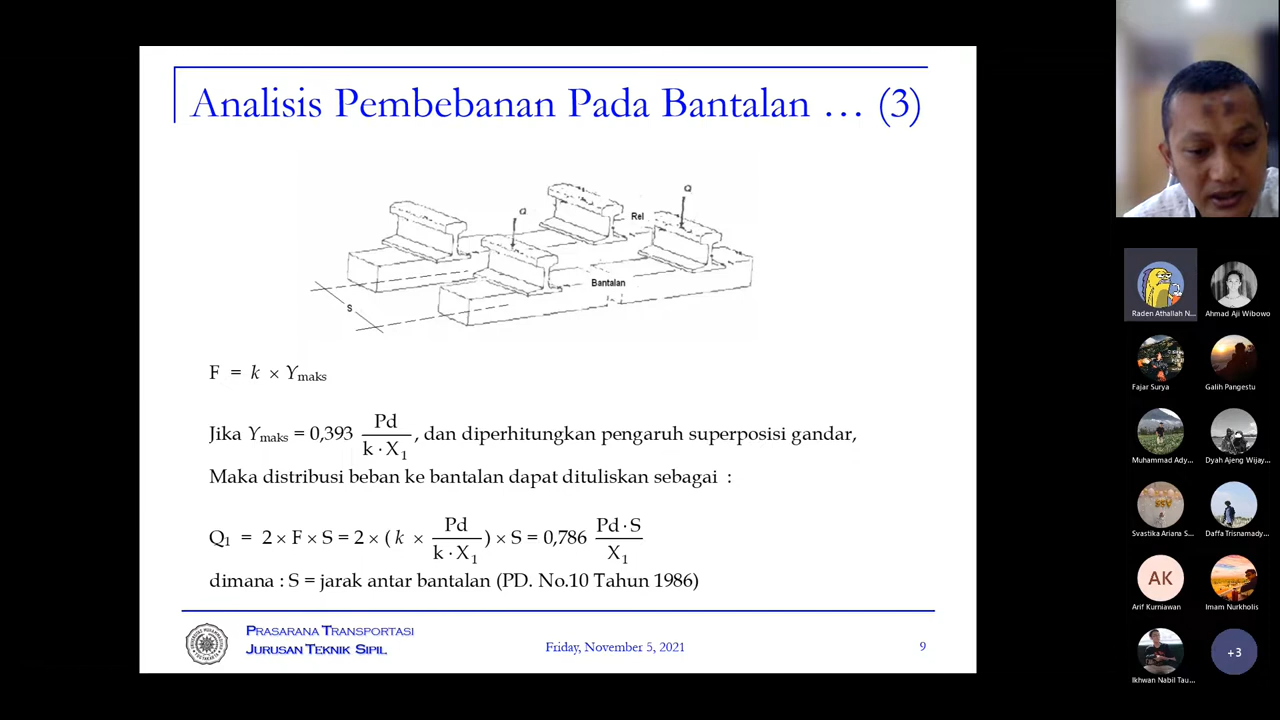 Analisis Pembebanan Pada Bantalan … (3)
Q
Q
Rel
Bantalan
S
F = k × Ymaks
Jika Ymaks = 0,393 Pd / k · X1 , dan diperhitungkan pengaruh superposisi gandar,
Maka distribusi beban ke bantalan dapat dituliskan sebagai :
Q1 = 2 × F × S = 2 × ( k × Pd / k · X1 ) × S = 0,786 Pd · S / X1
dimana : S = jarak antar bantalan (PD. No.10 Tahun 1986)
PRASARANA TRANSPORTASI
JURUSAN TEKNIK SIPIL
Friday, November 5, 2021
9
Raden Athallah N...
Ahmad Aji Wibowo
Fajar Surya
Galih Pangestu
Muhammad Ady...
Dyah Ajeng Wijay...
Svastika Ariana S...
Daffa Trisnamady...
AK
Arif Kurniawan
Imam Nurkholis
Ikhwan Nabil Tau...
+3